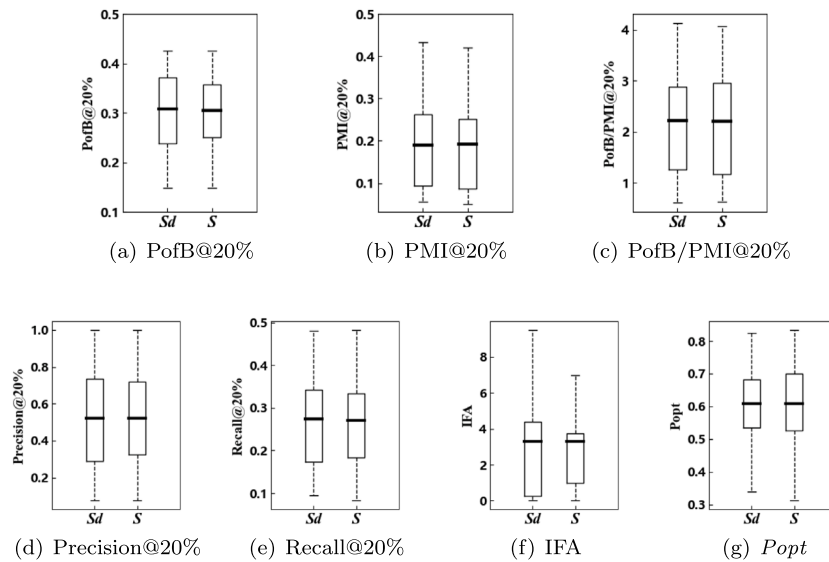 0.5
0.4
0.3
0.2
0.1
PofB@20%
Sd S
(a) PofB@20%
0.5
0.4
0.3
0.2
0.1
PMI@20%
Sd S
(b) PMI@20%
4
3
2
1
PofB/PMI@20%
Sd S
(c) PofB/PMI@20%
1.0
0.8
0.6
0.4
0.2
Precision@20%
Sd S
(d) Precision@20%
0.5
0.4
0.3
0.2
0.1
Recall@20%
Sd S
(e) Recall@20%
8
6
4
2
0
IFA
Sd S
(f) IFA
0.8
0.7
0.6
0.5
0.4
0.3
Popt
Sd S
(g) Popt